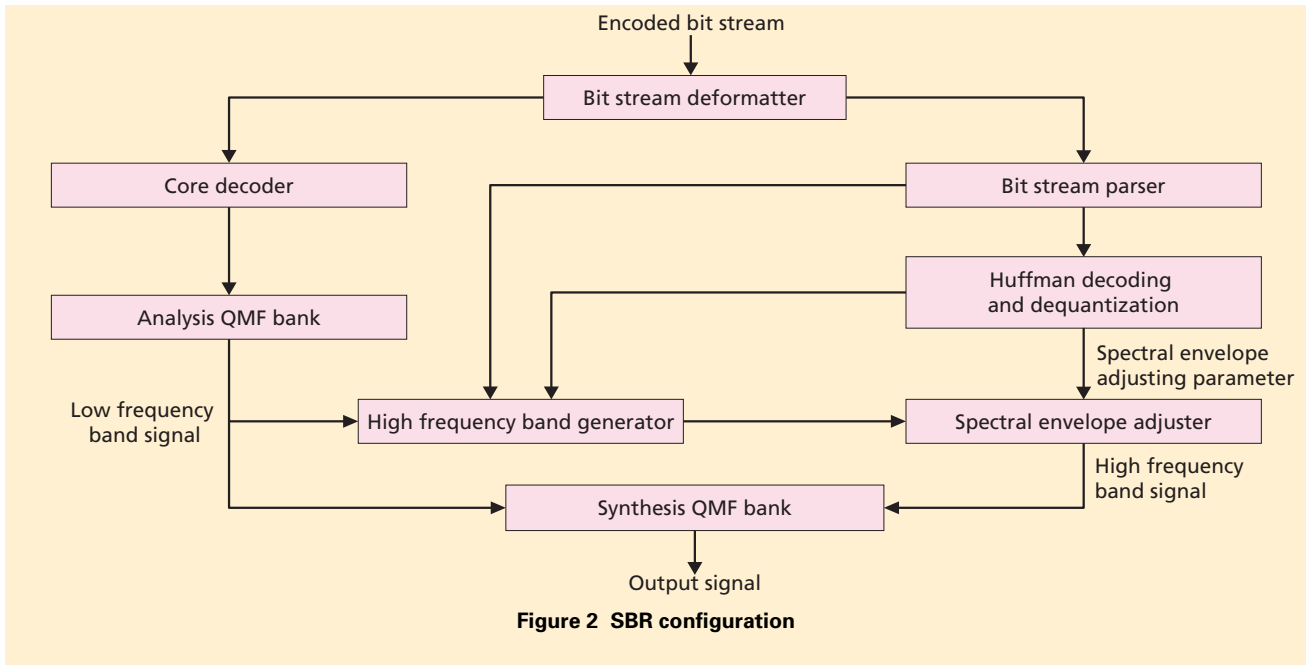 Encoded bit stream
Bit stream deformatter
Core decoder
Bit stream parser
Huffman decoding
and dequantization
Analysis QMF bank
Spectral envelope
adjusting parameter
Low frequency
band signal
High frequency band generator
Spectral envelope adjuster
High frequency
band signal
Synthesis QMF bank
Output signal
Figure 2 SBR configuration